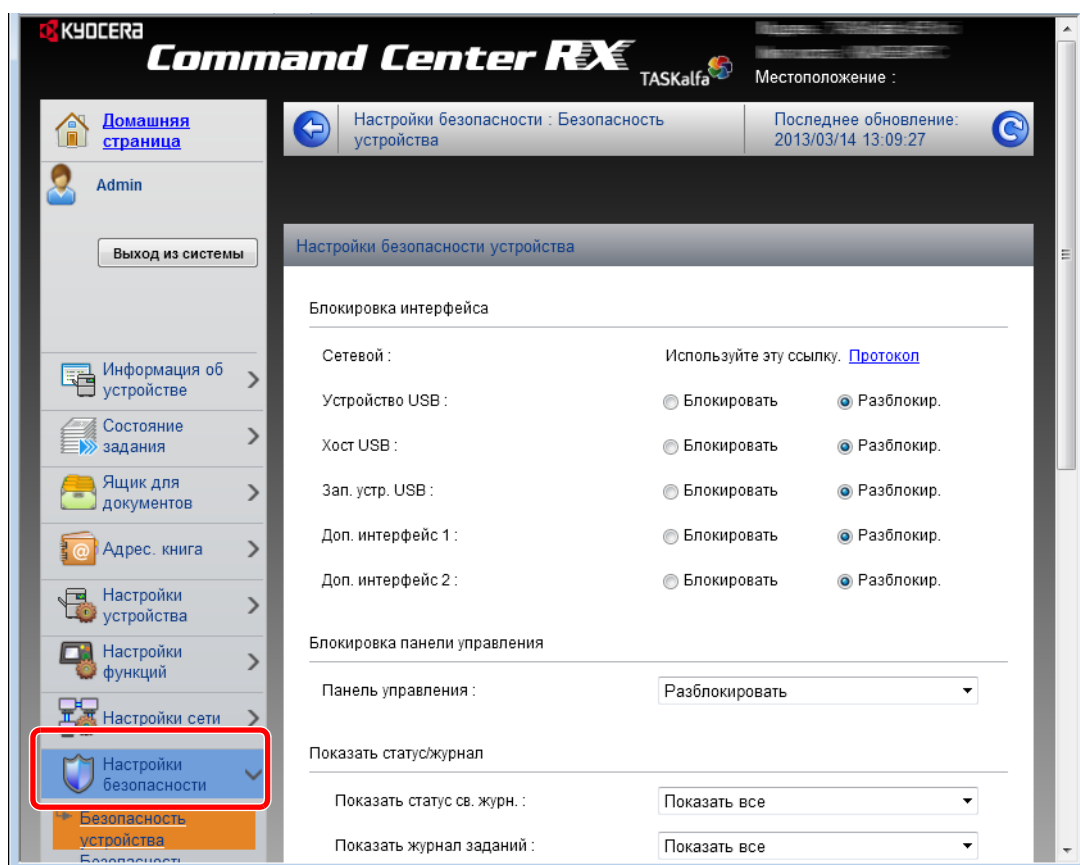 KYOCERA
Command Center RX
TASKalfa
Местоположение :
Домашняя
страница
Admin
Выход из системы
Информация об
устройстве
Состояние
задания
Ящик для
документов
Адрес. книга
Настройки
устройства
Настройки
функций
Настройки сети
Настройки
безопасности
Безопасность
устройства
Безопасность
Настройки безопасности : Безопасность
устройства
Последнее обновление:
2013/03/14 13:09:27
Настройки безопасности устройства
Блокировка интерфейса
Сетевой : Используйте эту ссылку. Протокол
Устройство USB : Блокировать Разблокир.
Хост USB : Блокировать Разблокир.
Зап. устр. USB : Блокировать Разблокир.
Доп. интерфейс 1 : Блокировать Разблокир.
Доп. интерфейс 2 : Блокировать Разблокир.
Блокировка панели управления
Панель управления : Разблокировать
Показать статус/журнал
Показать статус св. журн. : Показать все
Показать журнал заданий : Показать все